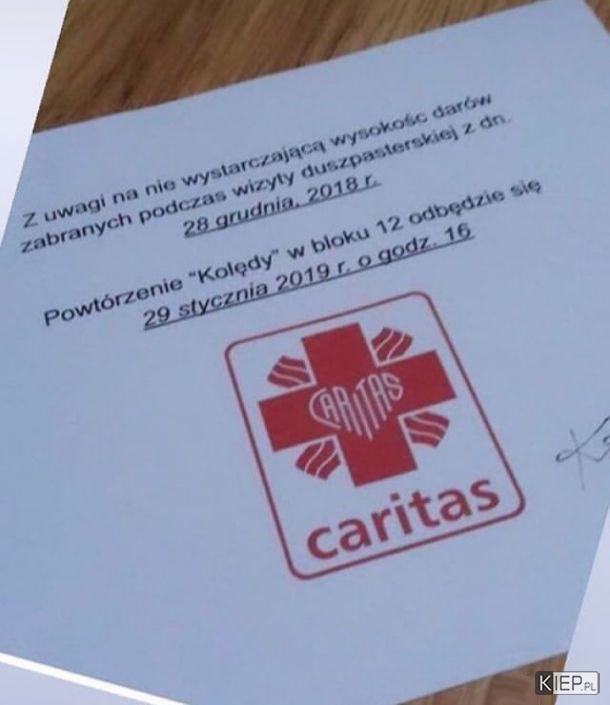 Z uwagi na nie wystarczającą wysokość darów
zabranych podczas wizyty duszpasterskiej z dn.
28 grudnia, 2018 r.
Powtórzenie "Kolędy" w bloku 12 odbędzie się
29 stycznia 2019 r. o godz. 16
CARITAS
caritas
KIEP.PL